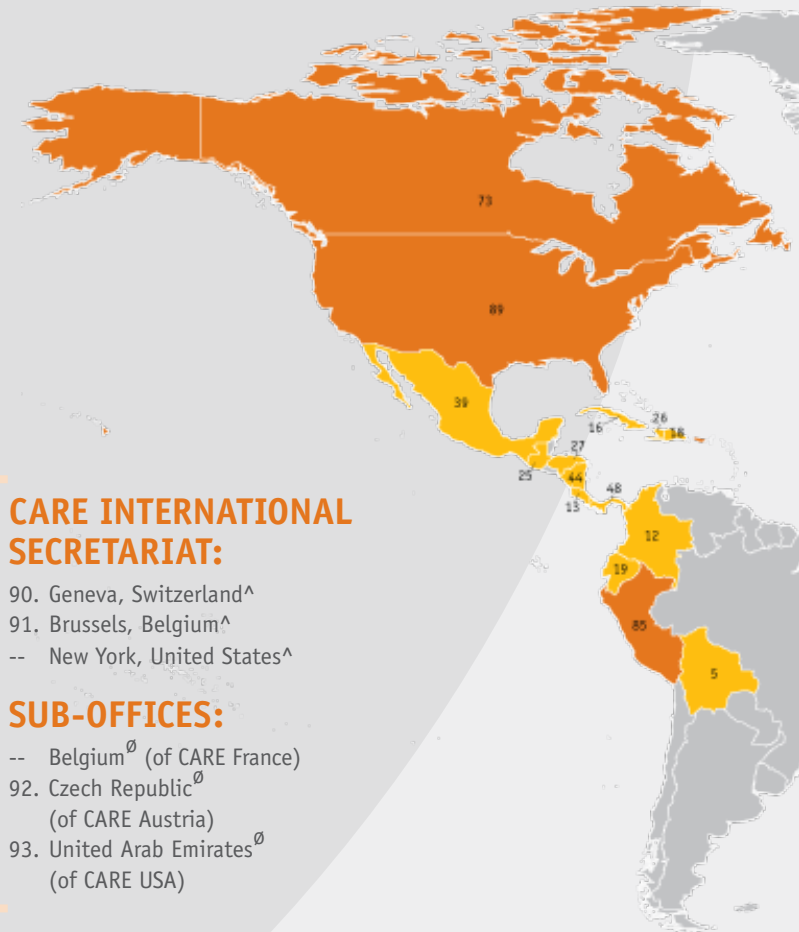 73
89
39
16
26
18
27
25
44
48
13
12
19
85
5
CARE INTERNATIONAL
SECRETARIAT:
90. Geneva, Switzerland^
91. Brussels, Belgium^
-- New York, United States^
SUB-OFFICES:
-- Belgiumø (of CARE France)
92. Czech Republicø
(of CARE Austria)
93. United Arab Emiratesø
(of CARE USA)